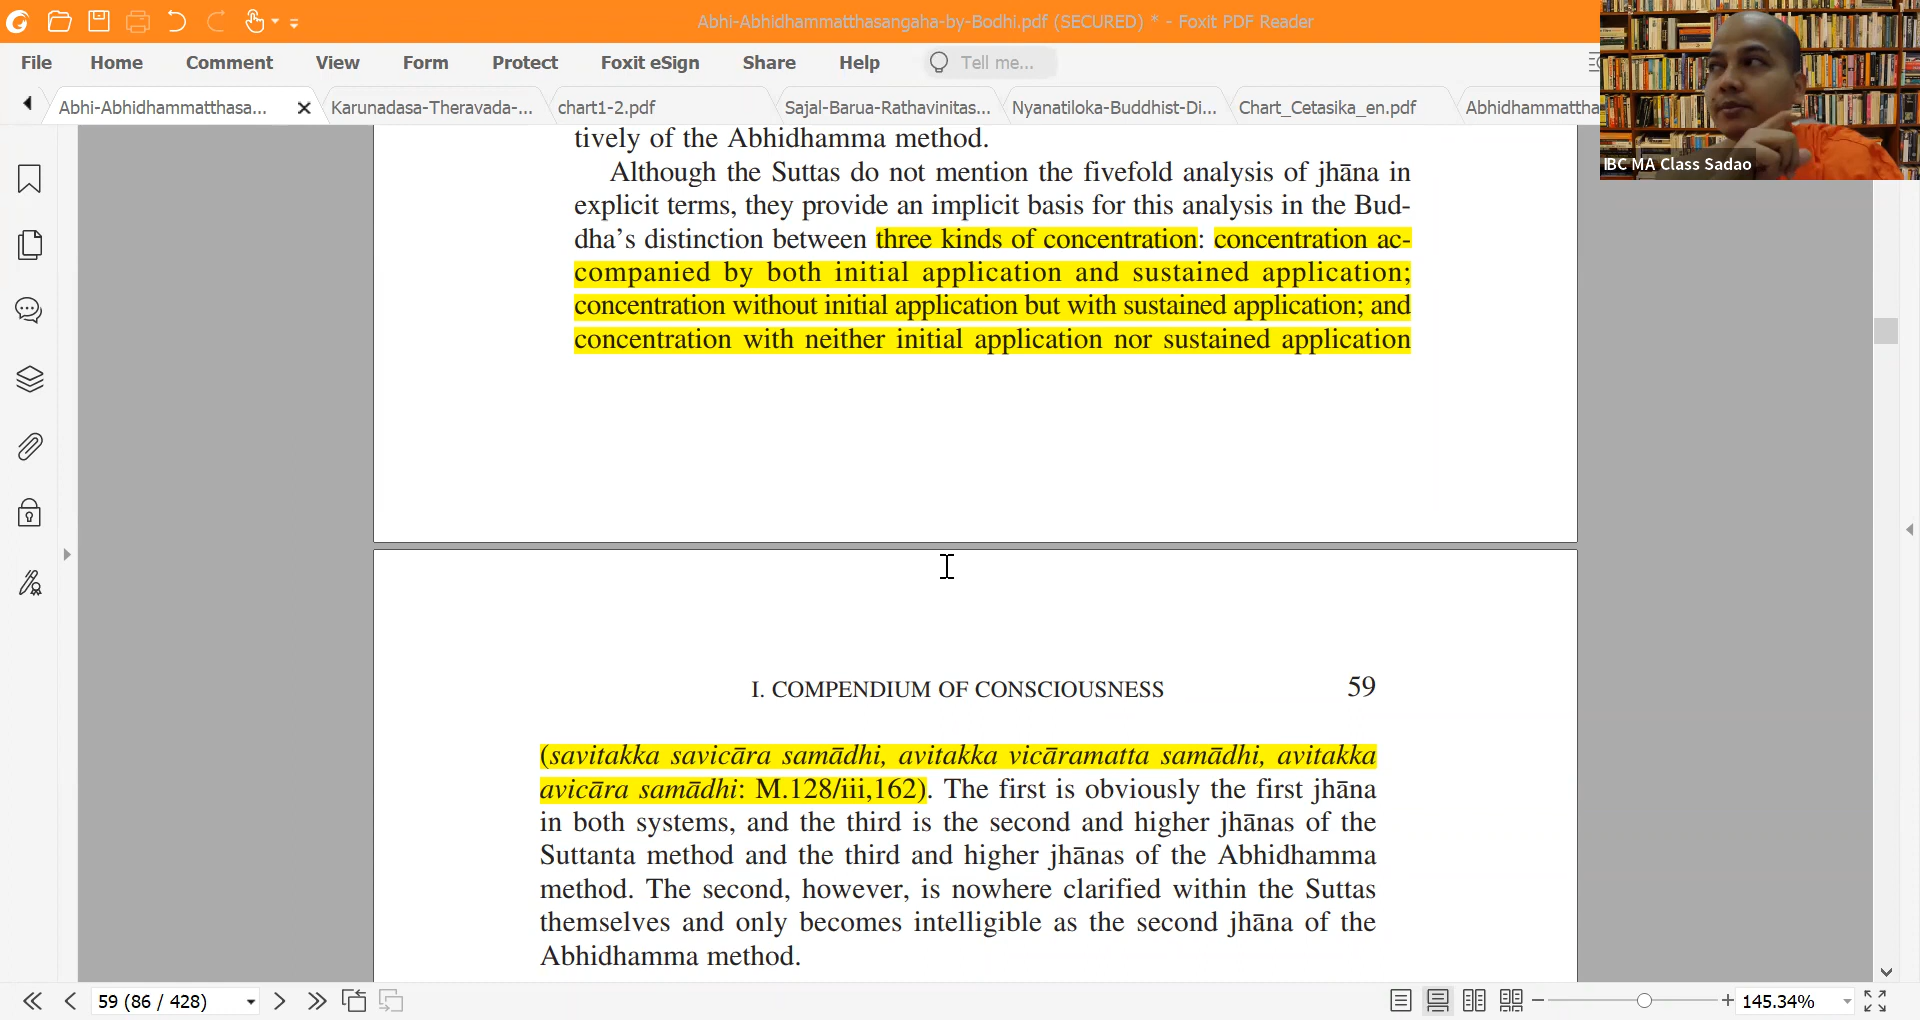 Abhi-Abhidhammatthasangaha-by-Bodhi.pdf (SECURED) * - Foxit PDF Reader
File Home Comment View Form Protect Foxit eSign Share Help Tell me...
Abhi-Abhidhammatthasa... Karunadasa-Theravada-... chart1-2.pdf Sajal-Barua-Rathavinitas... Nyanatiloka-Buddhist-Di... Chart_Cetasika_en.pdf Abhidhammattha
IBC MA Class Sadao
tively of the Abhidhamma method.
Although the Suttas do not mention the fivefold analysis of jhāna in
explicit terms, they provide an implicit basis for this analysis in the Bud-
dha’s distinction between three kinds of concentration: concentration ac-
companied by both initial application and sustained application;
concentration without initial application but with sustained application; and
concentration with neither initial application nor sustained application
I. COMPENDIUM OF CONSCIOUSNESS 59
(savitakka savicāra samādhi, avitakka vicāramatta samādhi, avitakka
avicāra samādhi: M.128/iii,162). The first is obviously the first jhāna
in both systems, and the third is the second and higher jhānas of the
Suttanta method and the third and higher jhānas of the Abhidhamma
method. The second, however, is nowhere clarified within the Suttas
themselves and only becomes intelligible as the second jhāna of the
Abhidhamma method.
59 (86 / 428) 145.34%